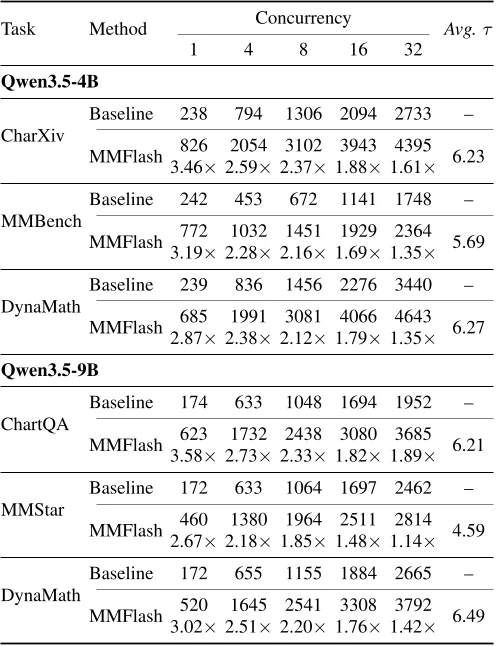 Task Method Concurrency Avg. τ
1 4 8 16 32
Qwen3.5-4B
CharXiv
Baseline 238 794 1306 2094 2733 –
MMFlash 826 2054 3102 3943 4395 6.23
3.46× 2.59× 2.37× 1.88× 1.61×
MMBench
Baseline 242 453 672 1141 1748 –
MMFlash 772 1032 1451 1929 2364 5.69
3.19× 2.28× 2.16× 1.69× 1.35×
DynaMath
Baseline 239 836 1456 2276 3440 –
MMFlash 685 1991 3081 4066 4643 6.27
2.87× 2.38× 2.12× 1.79× 1.35×
Qwen3.5-9B
ChartQA
Baseline 174 633 1048 1694 1952 –
MMFlash 623 1732 2438 3080 3685 6.21
3.58× 2.73× 2.33× 1.82× 1.89×
MMStar
Baseline 172 633 1064 1697 2462 –
MMFlash 460 1380 1964 2511 2814 4.59
2.67× 2.18× 1.85× 1.48× 1.14×
DynaMath
Baseline 172 655 1155 1884 2665 –
MMFlash 520 1645 2541 3308 3792 6.49
3.02× 2.51× 2.20× 1.76× 1.42×